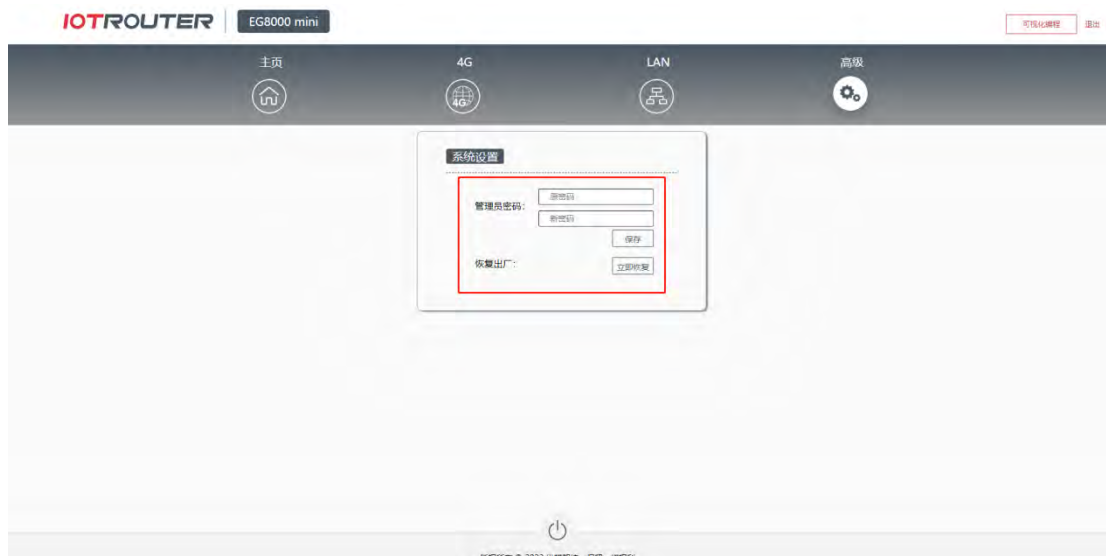 IOTROUTER EG8000 mini 可视化编程 退出
主页 4G LAN 高级
4G
系统设置
管理员密码:
原密码
新密码
保存
恢复出厂:
立即恢复